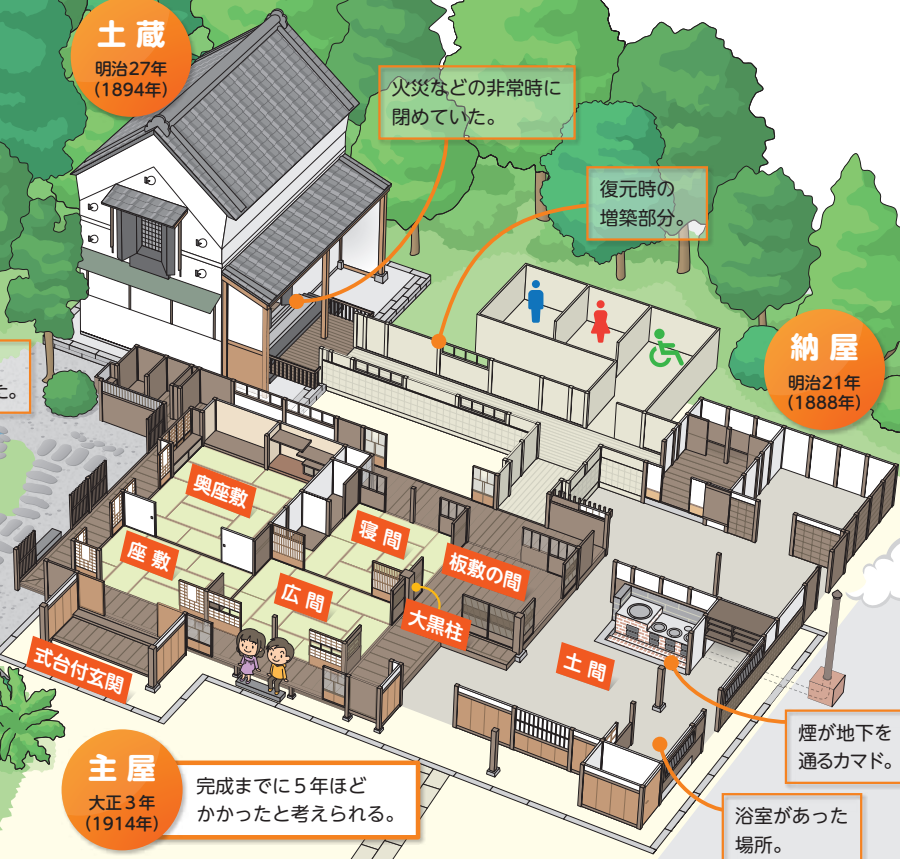 土蔵
明治27年
(1894年)
火災などの非常時に
閉めていた。
復元時の
増築部分。
納屋
明治21年
(1888年)
た。
奥座敷
寝間
座敷
板敷の間
広間
大黒柱
土間
式台付玄関
煙が地下を
通るカマド。
主屋
大正3年
(1914年)
完成までに5年ほど
かかったと考えられる。
浴室があった
場所。